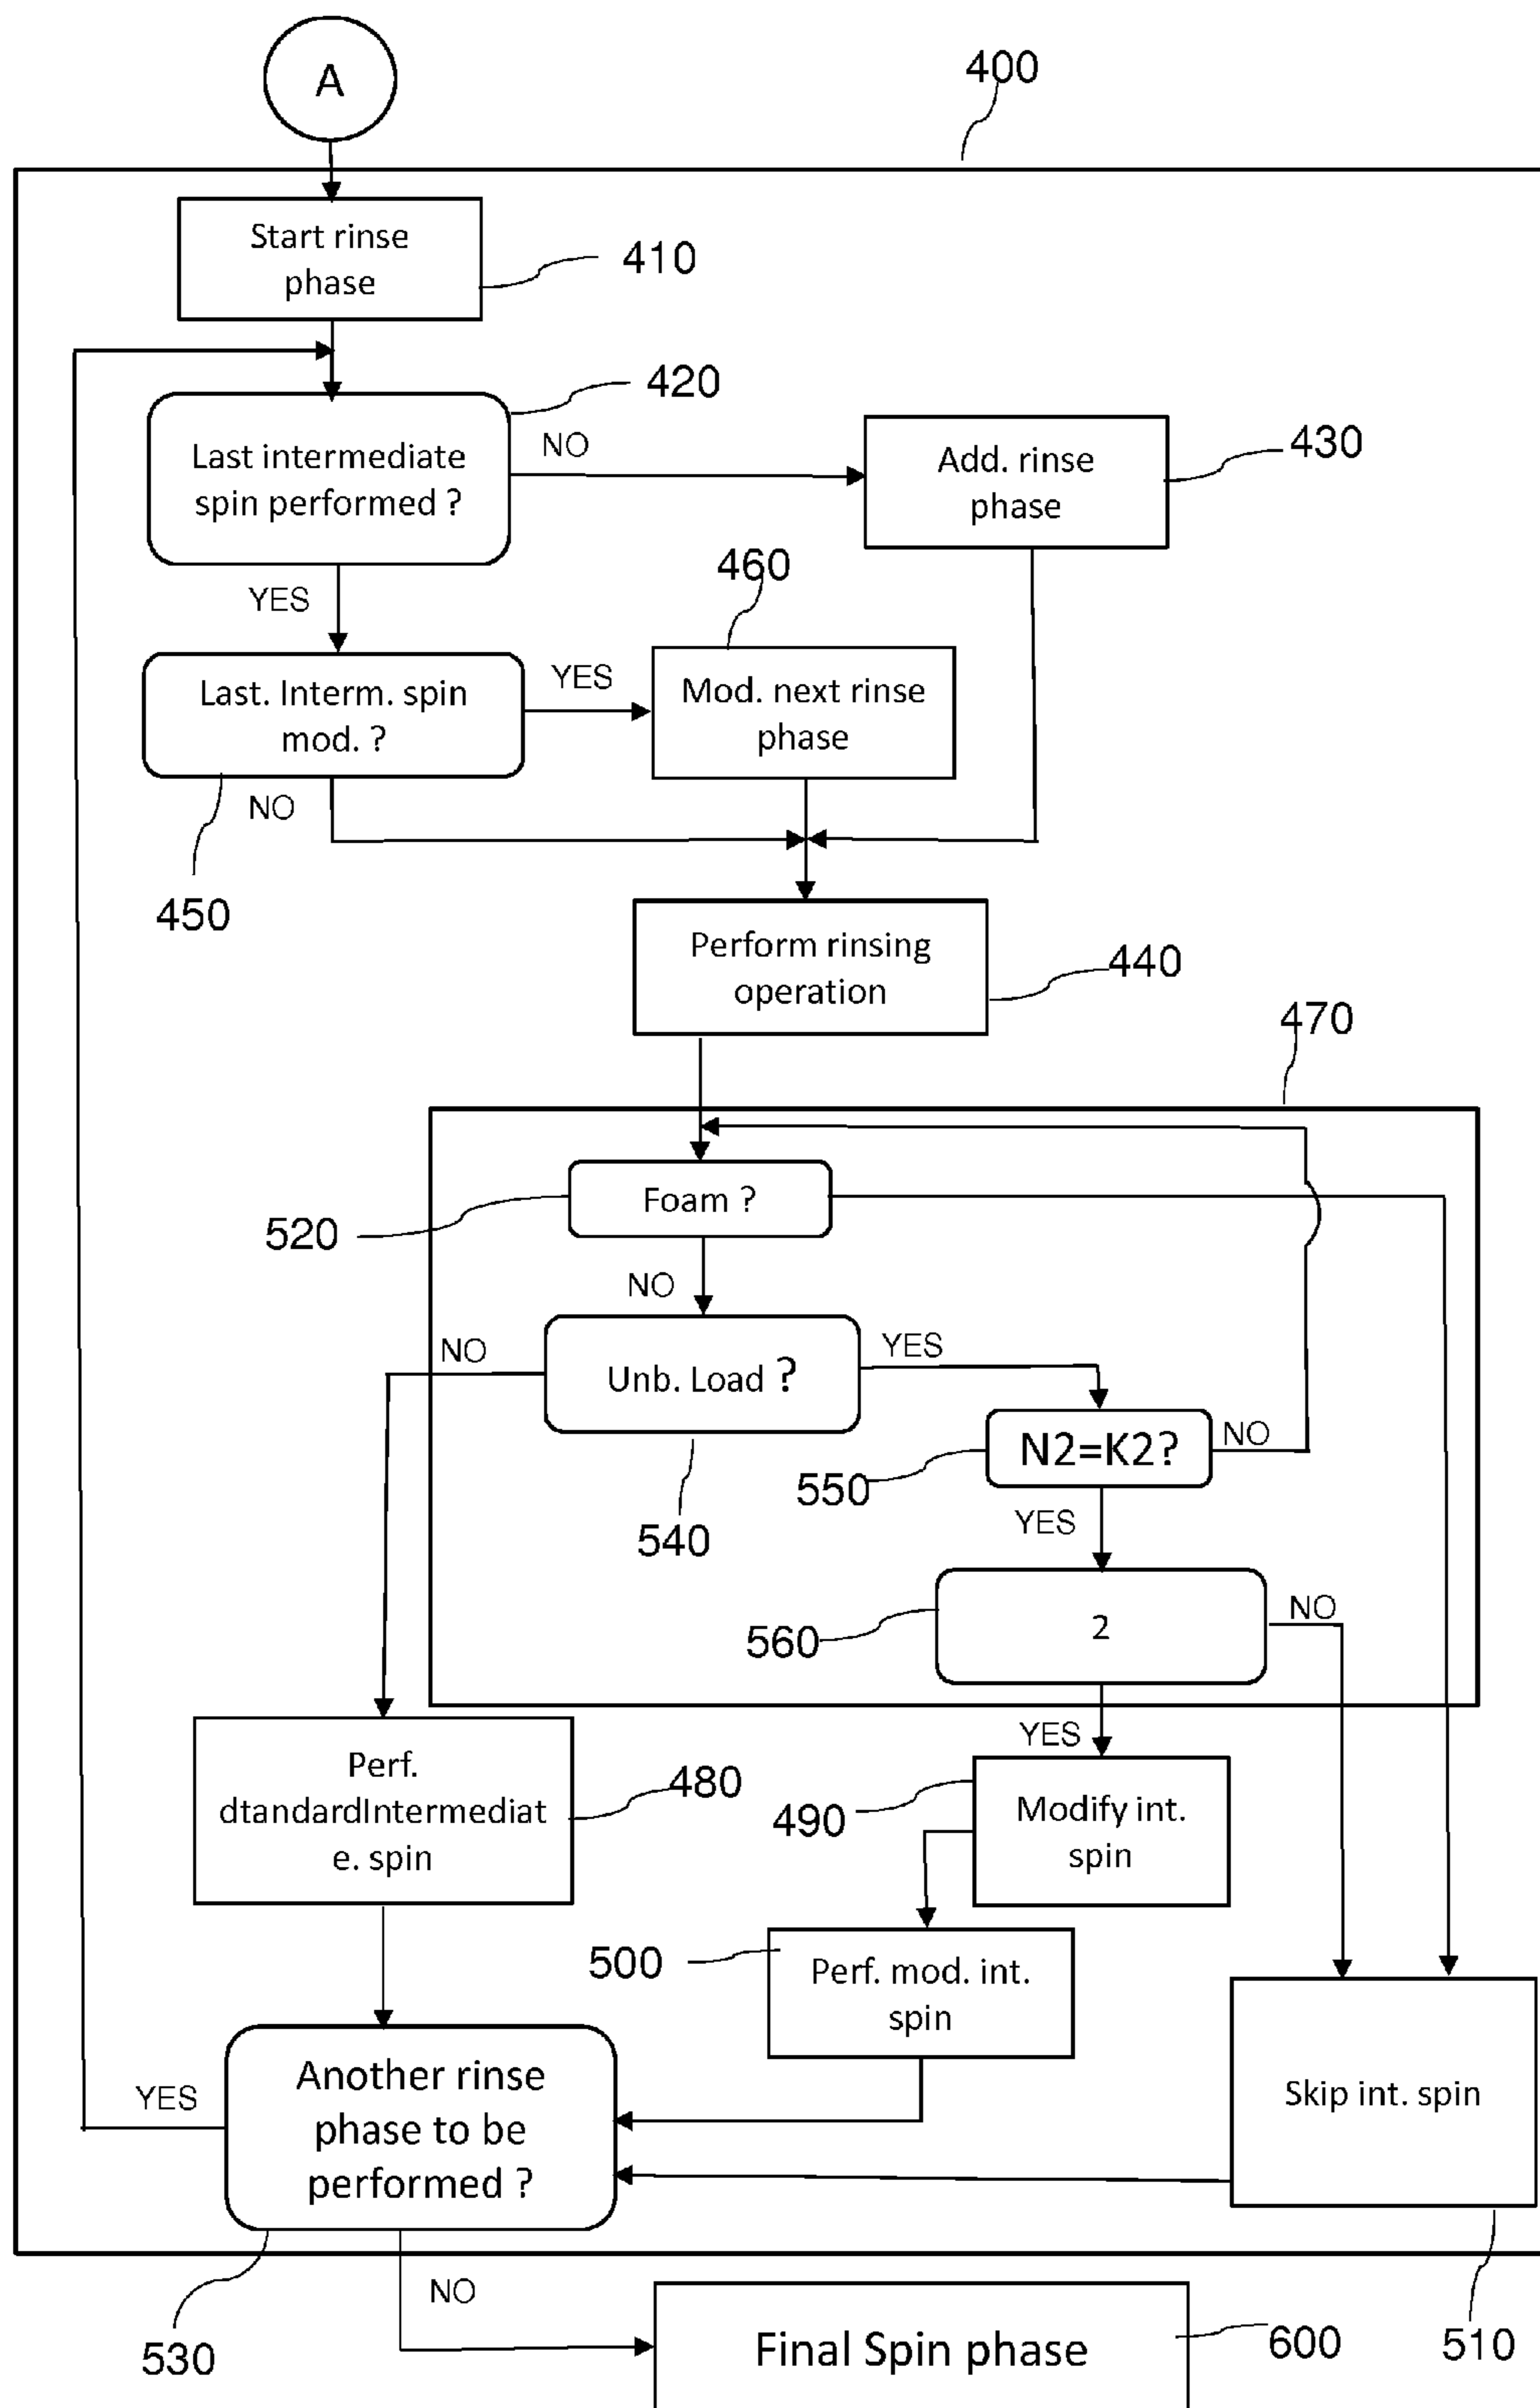 A
400
Start rinse
phase
410
420
Last intermediate
spin performed ?
NO
Add. rinse
phase
430
YES
460
Last. Interm. spin
mod. ?
YES
Mod. next rinse
phase
NO
450
Perform rinsing
operation
440
470
Foam ?
520
NO
NO
Unb. Load ?
YES
N2=K2?
NO
550
540
YES
2
NO
560
YES
Perf.
dtandardIntermediat
e. spin
480
490
Modify int.
spin
500
Perf. mod. int.
spin
Another rinse
phase to be
performed ?
YES
Skip int. spin
NO
530
Final Spin phase
600
510